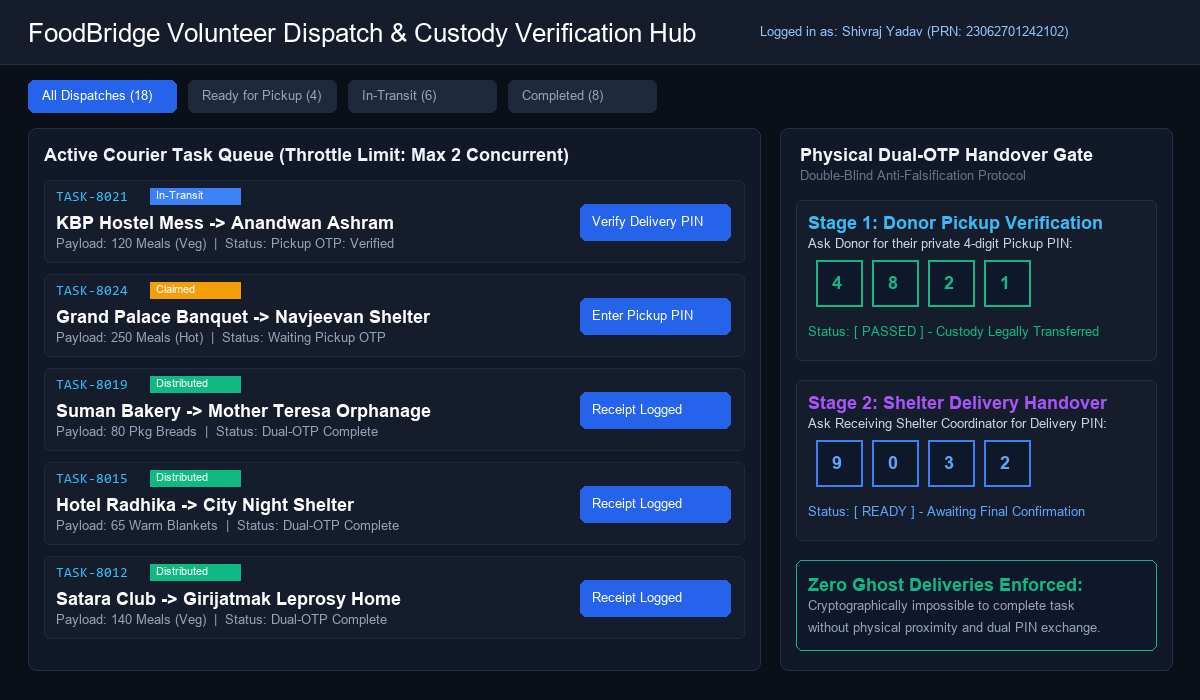 FoodBridge Volunteer Dispatch & Custody Verification Hub
Logged in as: Shivraj Yadav (PRN: 23062701242102)
All Dispatches (18)
Ready for Pickup (4)
In-Transit (6)
Completed (8)
Active Courier Task Queue (Throttle Limit: Max 2 Concurrent)
TASK-8021
In-Transit
KBP Hostel Mess -> Anandwan Ashram
Payload: 120 Meals (Veg) | Status: Pickup OTP: Verified
Verify Delivery PIN
TASK-8024
Claimed
Grand Palace Banquet -> Navjeevan Shelter
Payload: 250 Meals (Hot) | Status: Waiting Pickup OTP
Enter Pickup PIN
TASK-8019
Distributed
Suman Bakery -> Mother Teresa Orphanage
Payload: 80 Pkg Breads | Status: Dual-OTP Complete
Receipt Logged
TASK-8015
Distributed
Hotel Radhika -> City Night Shelter
Payload: 65 Warm Blankets | Status: Dual-OTP Complete
Receipt Logged
TASK-8012
Distributed
Satara Club -> Girijatmak Leprosy Home
Payload: 140 Meals (Veg) | Status: Dual-OTP Complete
Receipt Logged
Physical Dual-OTP Handover Gate
Double-Blind Anti-Falsification Protocol
Stage 1: Donor Pickup Verification
Ask Donor for their private 4-digit Pickup PIN:
4 8 2 1
Status: [ PASSED ] - Custody Legally Transferred
Stage 2: Shelter Delivery Handover
Ask Receiving Shelter Coordinator for Delivery PIN:
9 0 3 2
Status: [ READY ] - Awaiting Final Confirmation
Zero Ghost Deliveries Enforced:
Cryptographically impossible to complete task
without physical proximity and dual PIN exchange.